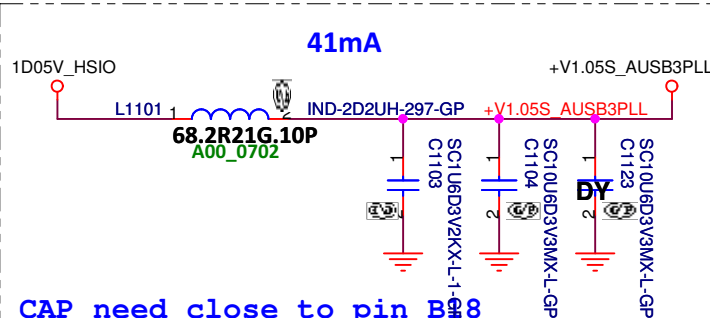 41mA
1D05V_HSIO
+V1.05S_AUSB3PLL
L1101 1
IND-2D2UH-297-GP
+V1.05S_AUSB3PLL
68.2R21G.10P
A00_0702
1
C1103
SC1U6D3V2KX-L-1-GP
1
2
C1104
SC10U6D3V3MX-L-GP
1
2
DY
C1123
SC10U6D3V3MX-L-GP
CAP need close to pin B18